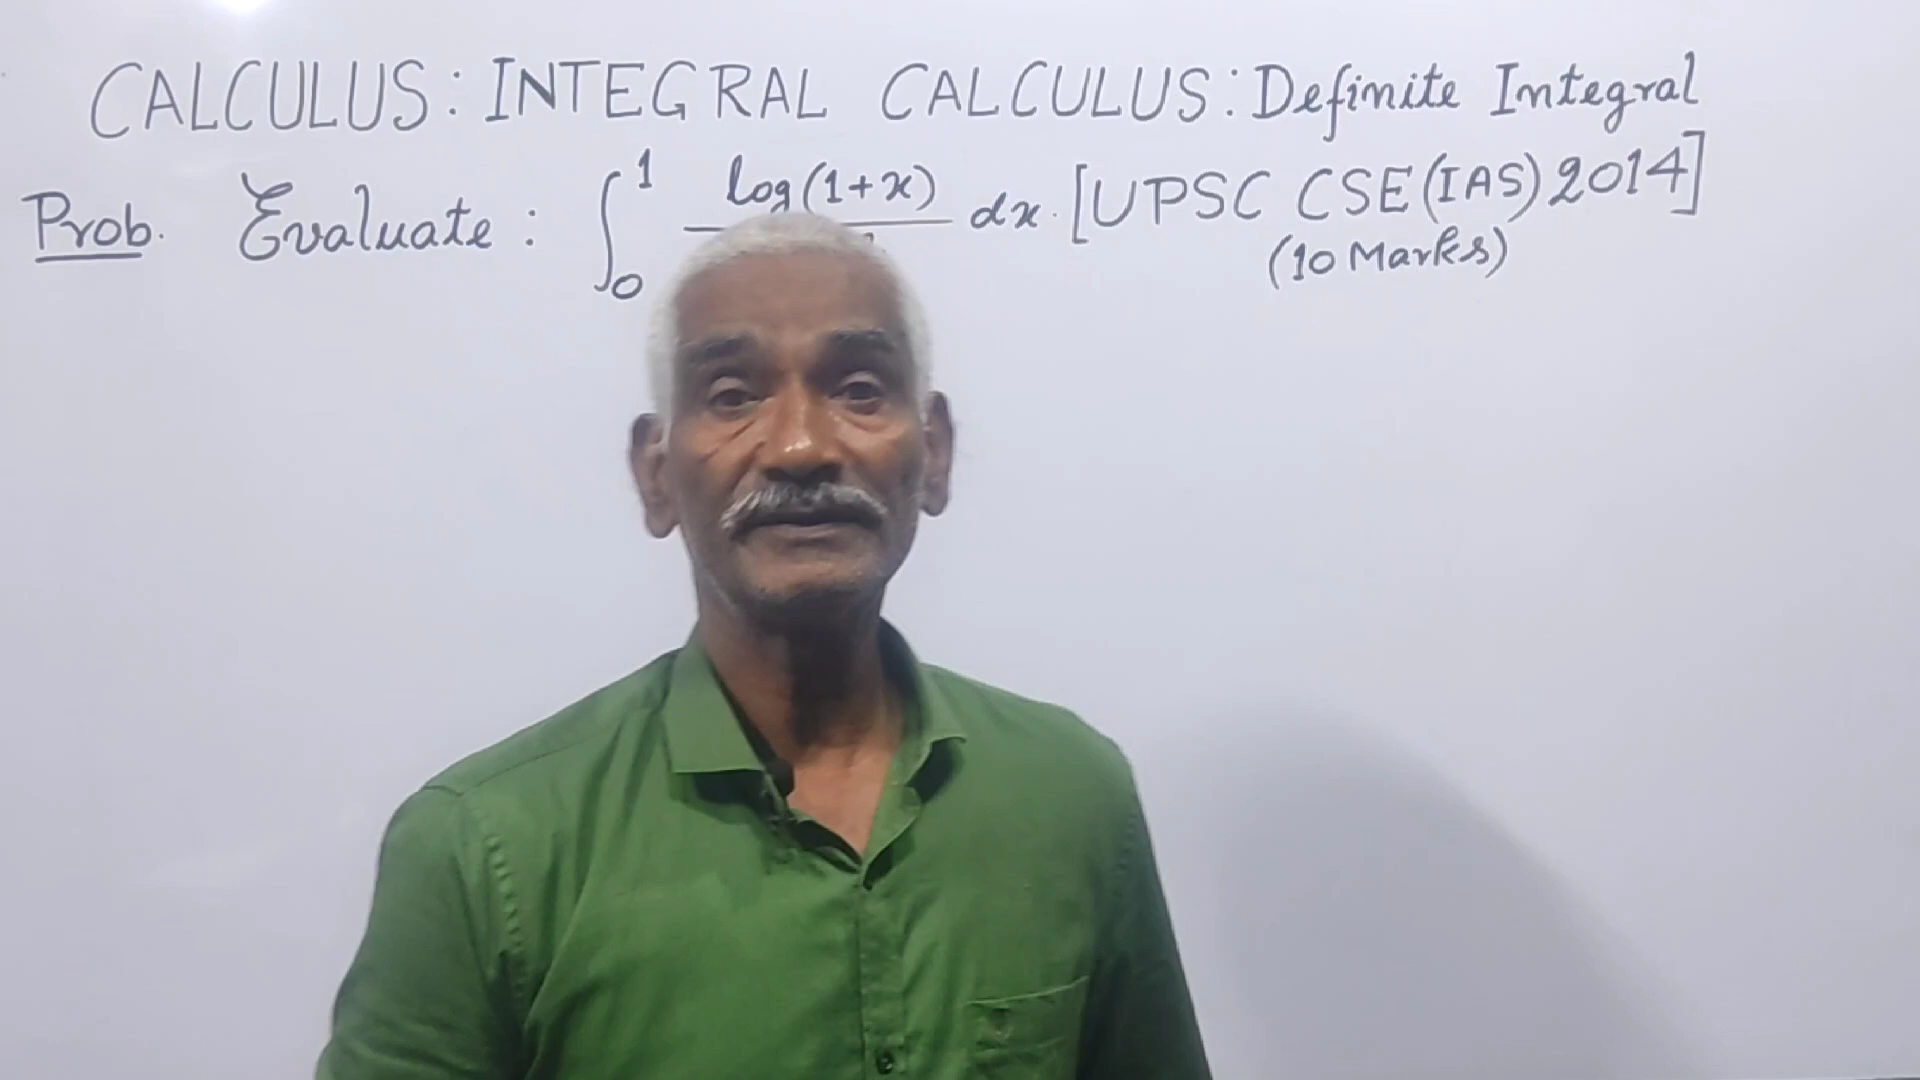 CALCULUS: INTEGRAL CALCULUS: Definite Integral
Prob. Evaluate: ∫₀¹ log(1+x) dx. [UPSC CSE(IAS) 2014]
(10 Marks)